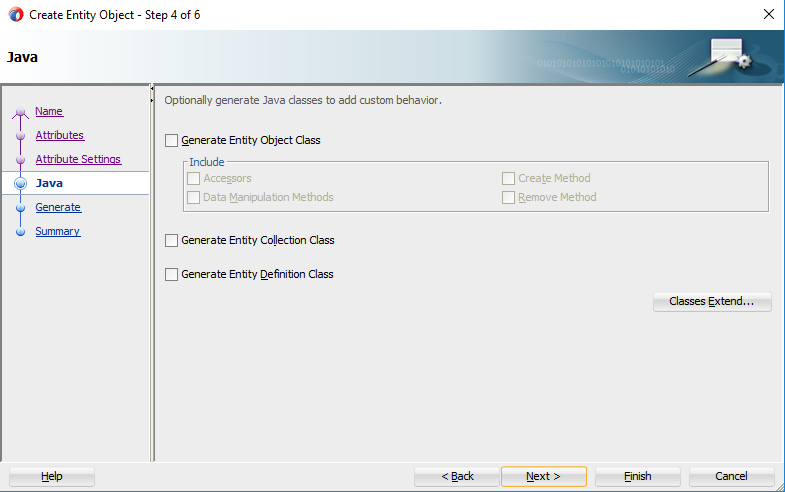 Create Entity Object - Step 4 of 6
Java
010101010101010101010101
0101010101
Name
Attributes
Attribute Settings
Java
Generate
Summary
Optionally generate Java classes to add custom behavior.
Generate Entity Object Class
Include
Accessors
Create Method
Data Manipulation Methods
Remove Method
Generate Entity Collection Class
Generate Entity Definition Class
Classes Extend...
Help
< Back
Next >
Finish
Cancel